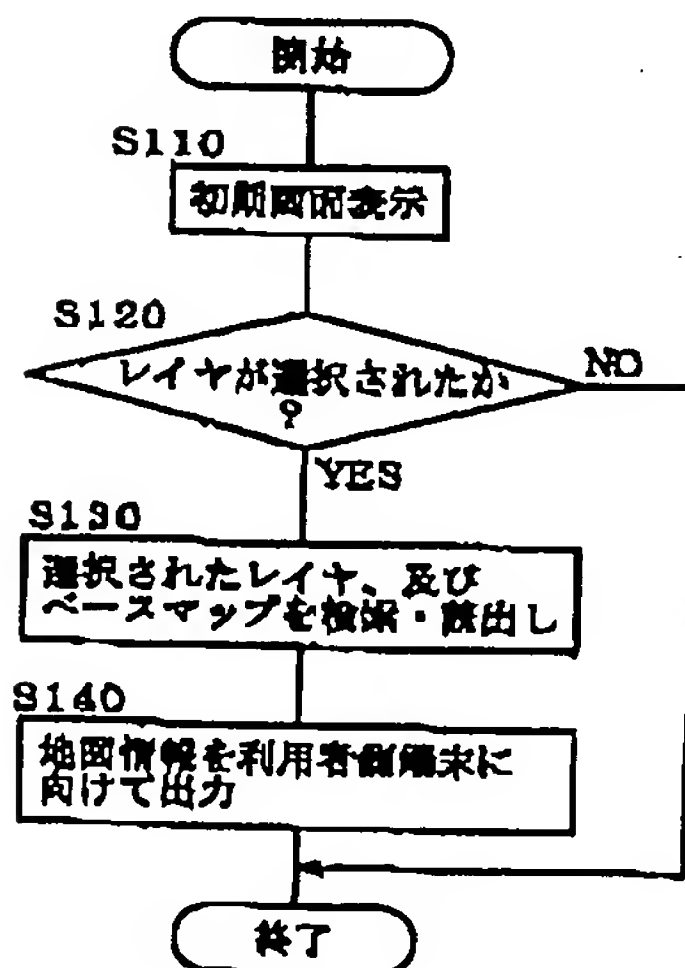 開始
S110
初期画面表示
S120
レイヤが選択されたか
?
NO
YES
S130
選択されたレイヤ、及び
ベースマップを検索・読出し
S140
地図情報を利用者側端末に
向けて出力
終了